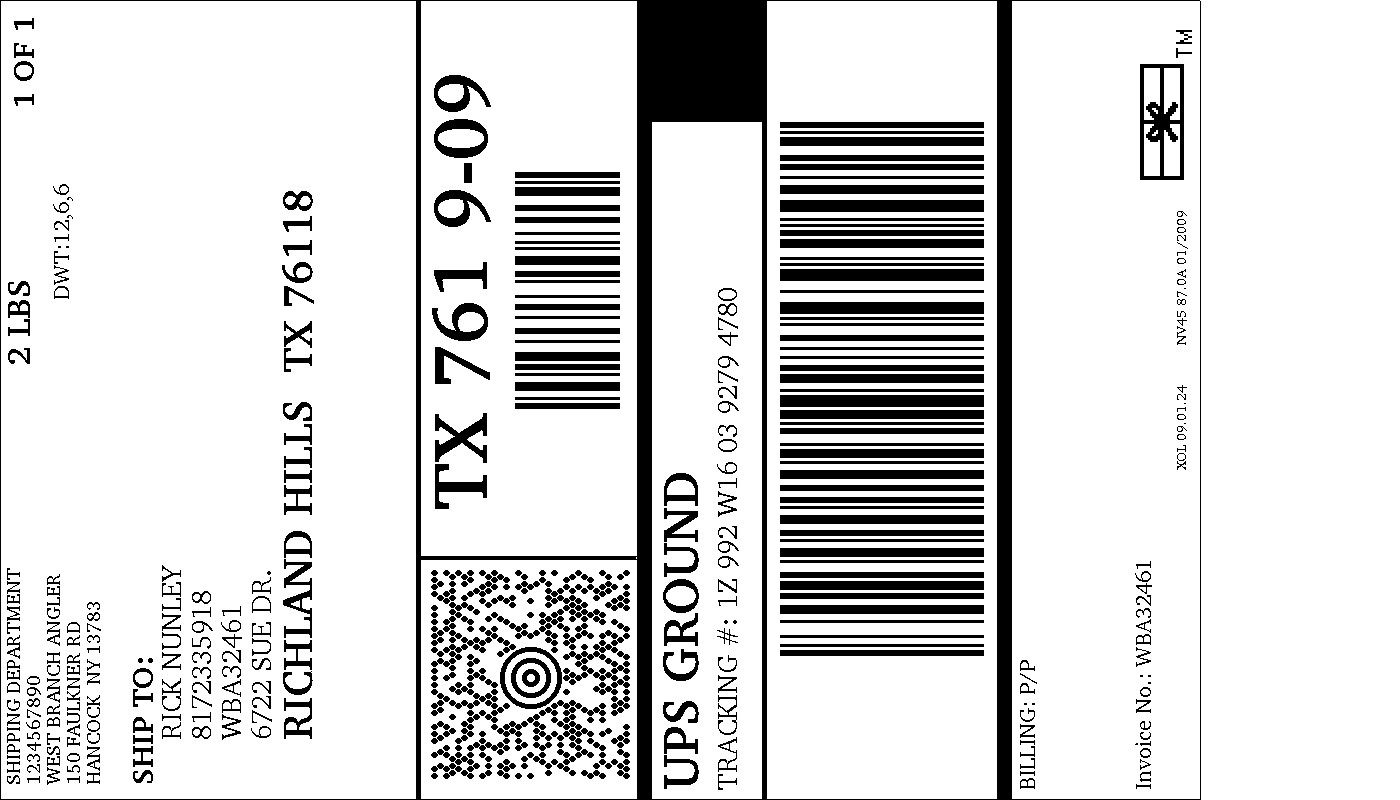 SHIPPING DEPARTMENT
1234567890
WEST BRANCH ANGLER
150 FAULKNER RD
HANCOCK NY 13783
2 LBS
1 OF 1
DWT:12,6,6
SHIP TO:
RICK NUNLEY
8172335918
WBA32461
6722 SUE DR.
RICHLAND HILLS TX 76118
TX 761 9-09
UPS GROUND
TRACKING #: 1Z 992 W16 03 9279 4780
BILLING: P/P
Invoice No.: WBA32461
XOL 09.01.24 NV45 87.0A 01/2009
TM